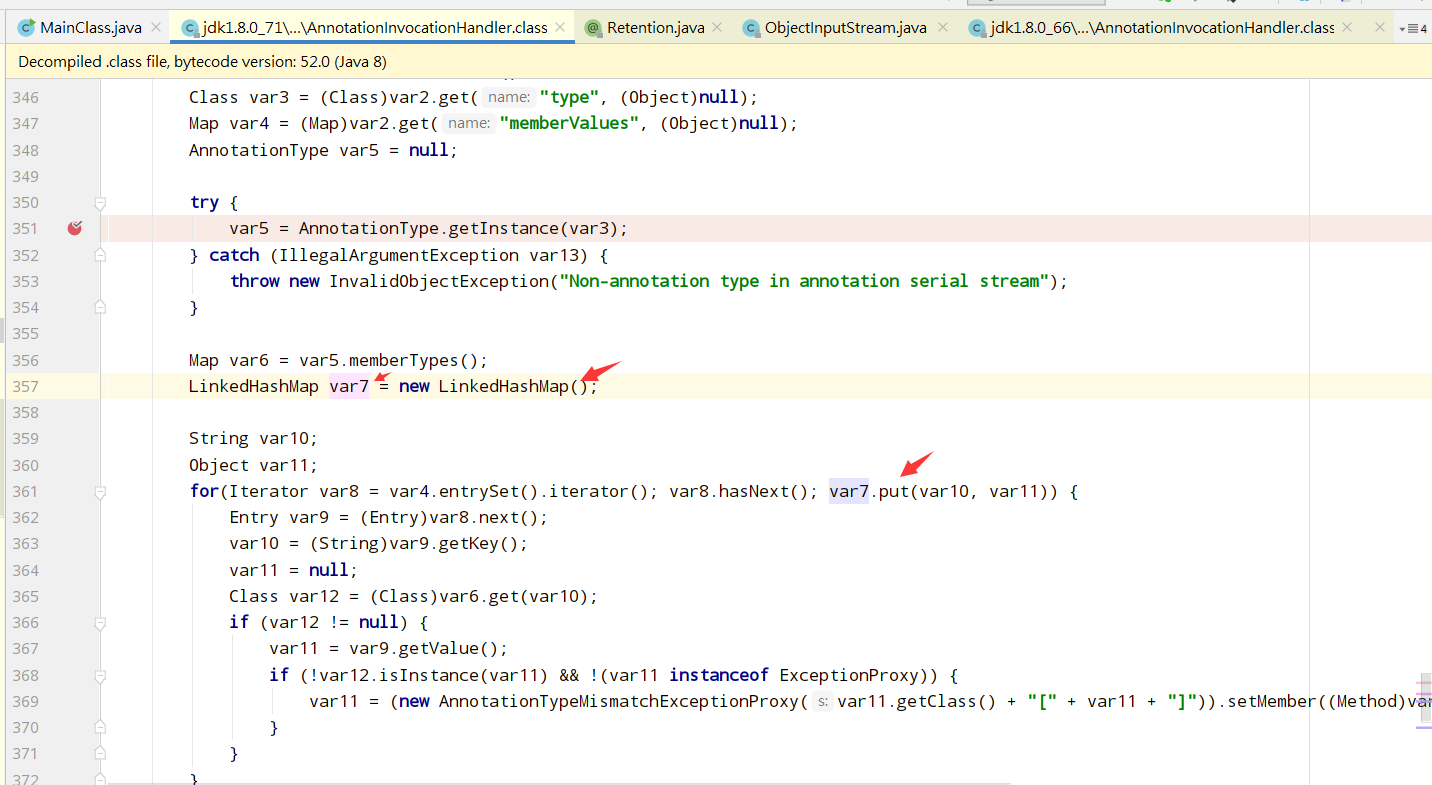 MainClass.java jdk1.8.0_71\...\AnnotationInvocationHandler.class Retention.java ObjectInputStream.java jdk1.8.0_66\...\AnnotationInvocationHandler.class 4
Decompiled .class file, bytecode version: 52.0 (Java 8)
346 Class var3 = (Class)var2.get( name: "type", (Object)null);
347 Map var4 = (Map)var2.get( name: "memberValues", (Object)null);
348 AnnotationType var5 = null;
349
350 try {
351 var5 = AnnotationType.getInstance(var3);
352 } catch (IllegalArgumentException var13) {
353 throw new InvalidObjectException("Non-annotation type in annotation serial stream");
354 }
355
356 Map var6 = var5.memberTypes();
357 LinkedHashMap var7 = new LinkedHashMap();
358
359 String var10;
360 Object var11;
361 for(Iterator var8 = var4.entrySet().iterator(); var8.hasNext(); var7.put(var10, var11)) {
362 Entry var9 = (Entry)var8.next();
363 var10 = (String)var9.getKey();
364 var11 = null;
365 Class var12 = (Class)var6.get(var10);
366 if (var12 != null) {
367 var11 = var9.getValue();
368 if (!var12.isInstance(var11) && !(var11 instanceof ExceptionProxy)) {
369 var11 = (new AnnotationTypeMismatchExceptionProxy( s: var11.getClass() + "[" + var11 + "]")).setMember((Method)var
370 }
371 }
372 }